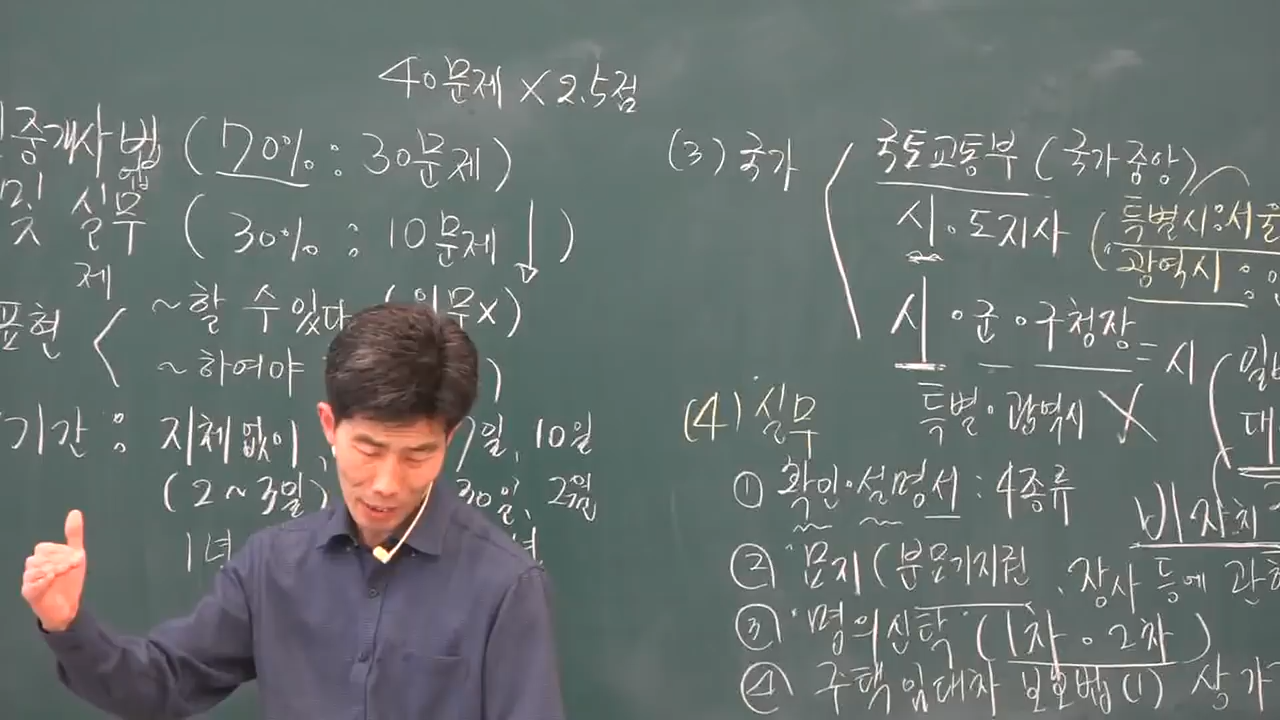 40문제 × 2.5점
중개사법 (70% : 30문제)
및 실무 (30% : 10문제 ↓)
제
표현 < ~할 수 있다 (의무×)
~하여야 )
기간 : 지체없이, 7일, 10일
(2~3일) 30일, 2월
1년 년
(3) 국가 < 국토교통부 (국가중앙)
시·도지사 (특별시:서울
광역시 :
시·군·구청장 = 시 (
특별·광역시 X 대
(4) 실무
① 확인·설명서 : 4종류
비자치
② 묘지 (분묘기지권, 장사 등에 관
③ 명의신탁 (1차·2차)
④ 주택임대차 보호법 (1) 상가